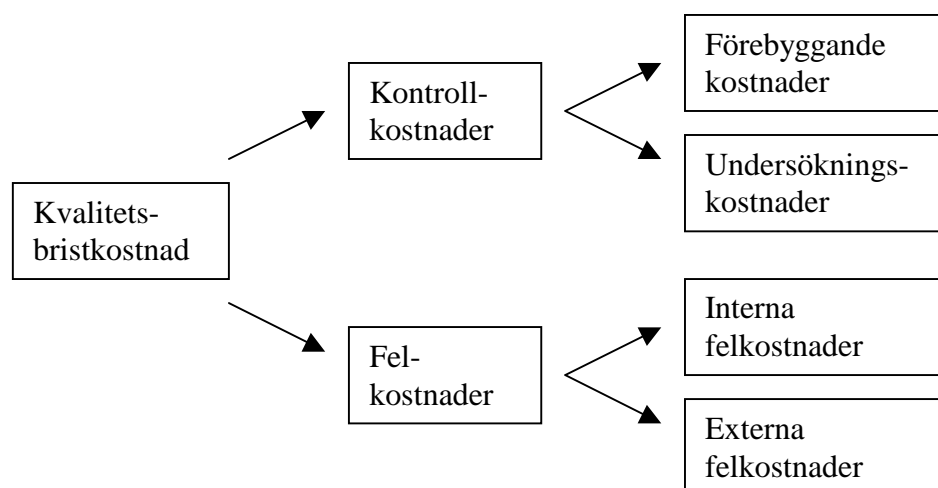 Förebyggande
kostnader
Kontroll-
kostnader
Undersöknings-
kostnader
Kvalitets-
bristkostnad
Interna
felkostnader
Fel-
kostnader
Externa
felkostnader